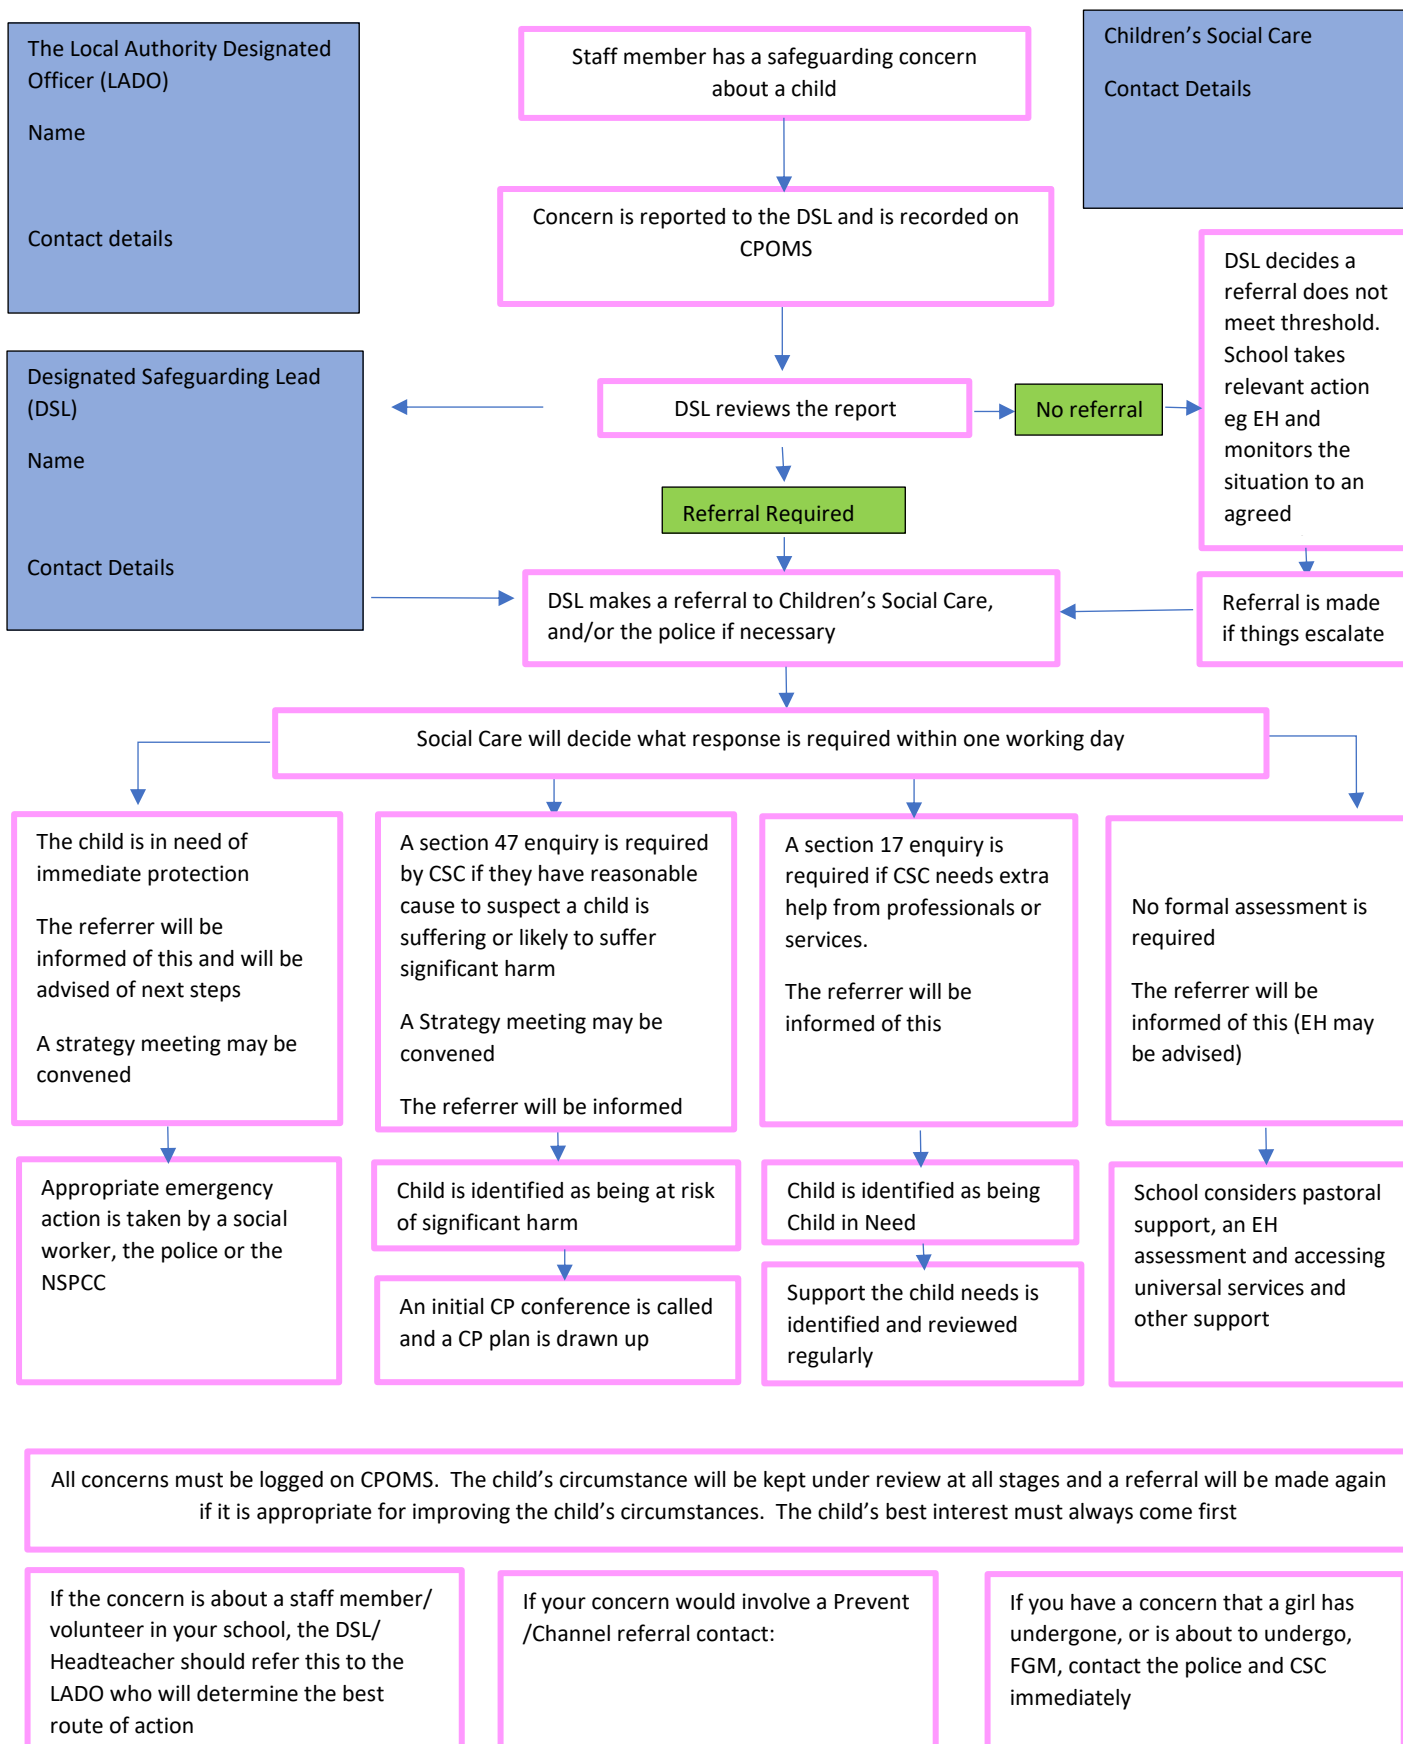 The Local Authority Designated
Officer (LADO)
Name
Contact details
Staff member has a safeguarding concern
about a child
Children’s Social Care
Contact Details
Concern is reported to the DSL and is recorded on
CPOMS
DSL decides a
referral does not
meet threshold.
School takes
relevant action
eg EH and
monitors the
situation to an
agreed
Designated Safeguarding Lead
(DSL)
Name
Contact Details
DSL reviews the report
No referral
Referral Required
DSL makes a referral to Children’s Social Care,
and/or the police if necessary
Referral is made
if things escalate
Social Care will decide what response is required within one working day
The child is in need of
immediate protection
The referrer will be
informed of this and will be
advised of next steps
A strategy meeting may be
convened
A section 47 enquiry is required
by CSC if they have reasonable
cause to suspect a child is
suffering or likely to suffer
significant harm
A Strategy meeting may be
convened
The referrer will be informed
A section 17 enquiry is
required if CSC needs extra
help from professionals or
services.
The referrer will be
informed of this
No formal assessment is
required
The referrer will be
informed of this (EH may
be advised)
Appropriate emergency
action is taken by a social
worker, the police or the
NSPCC
Child is identified as being at risk
of significant harm
An initial CP conference is called
and a CP plan is drawn up
Child is identified as being
Child in Need
Support the child needs is
identified and reviewed
regularly
School considers pastoral
support, an EH
assessment and accessing
universal services and
other support
All concerns must be logged on CPOMS.  The child’s circumstance will be kept under review at all stages and a referral will be made again
if it is appropriate for improving the child’s circumstances.  The child’s best interest must always come first
If the concern is about a staff member/
volunteer in your school, the DSL/
Headteacher should refer this to the
LADO who will determine the best
route of action
If your concern would involve a Prevent
/Channel referral contact:
If you have a concern that a girl has
undergone, or is about to undergo,
FGM, contact the police and CSC
immediately